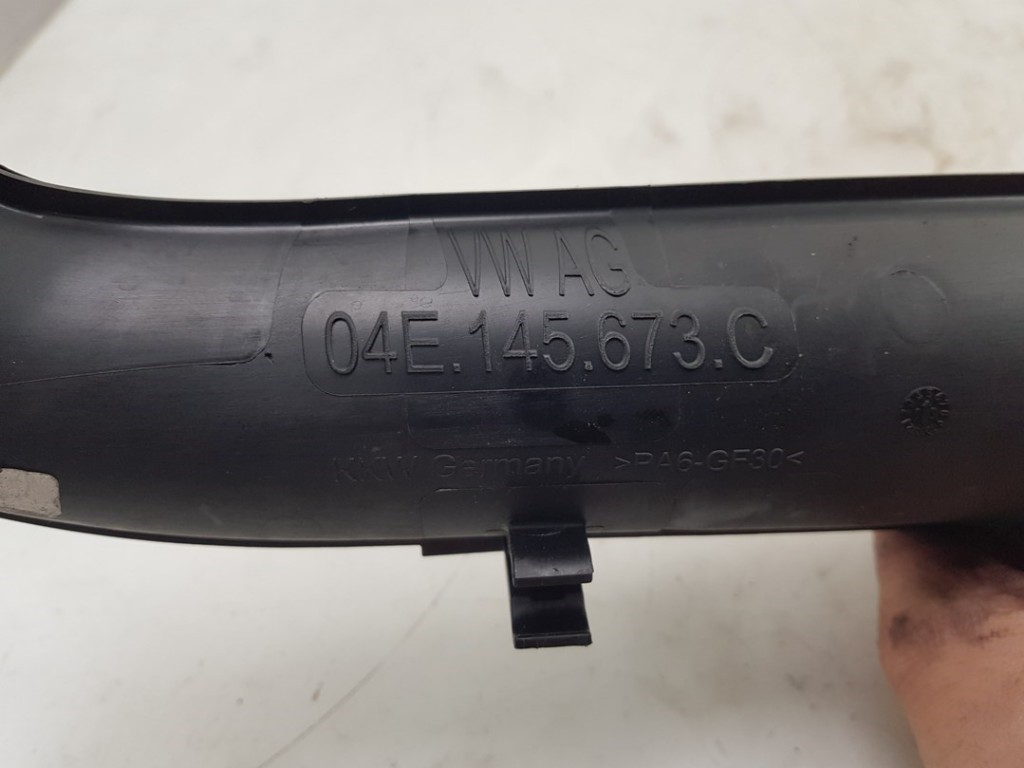 VW AG
04E.145.673.C
KKW Germany >PA6-GF30<